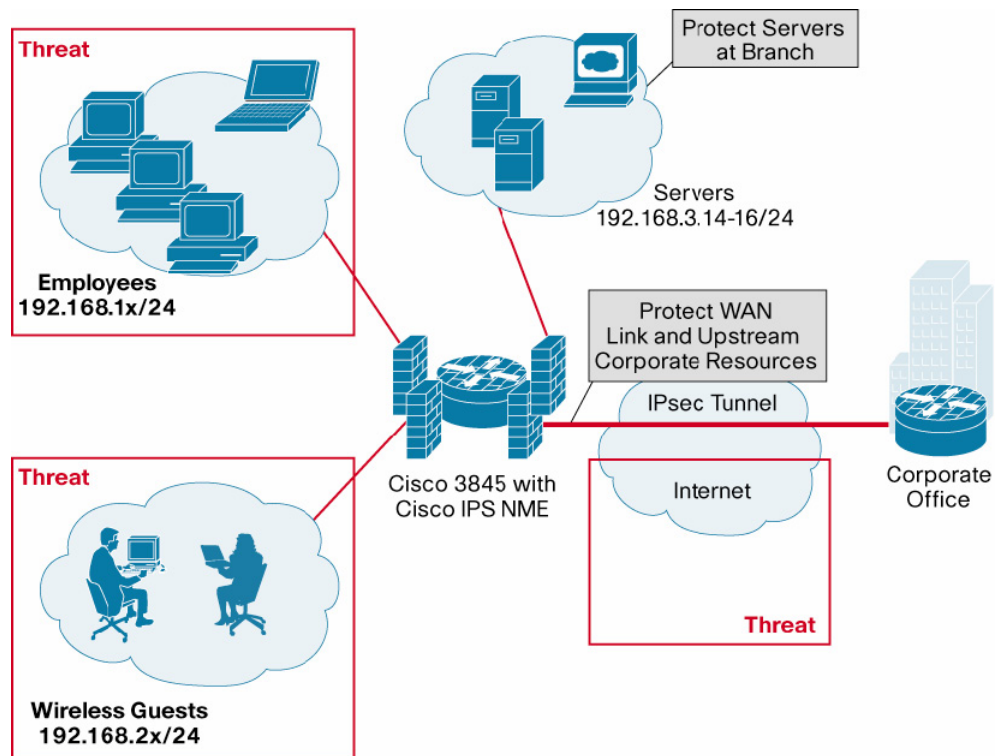 Threat
Employees
192.168.1x/24
Protect Servers
at Branch
Servers
192.168.3.14-16/24
Protect WAN
Link and Upstream
Corporate Resources
IPsec Tunnel
Internet
Threat
Cisco 3845 with
Cisco IPS NME
Corporate
Office
Threat
Wireless Guests
192.168.2x/24